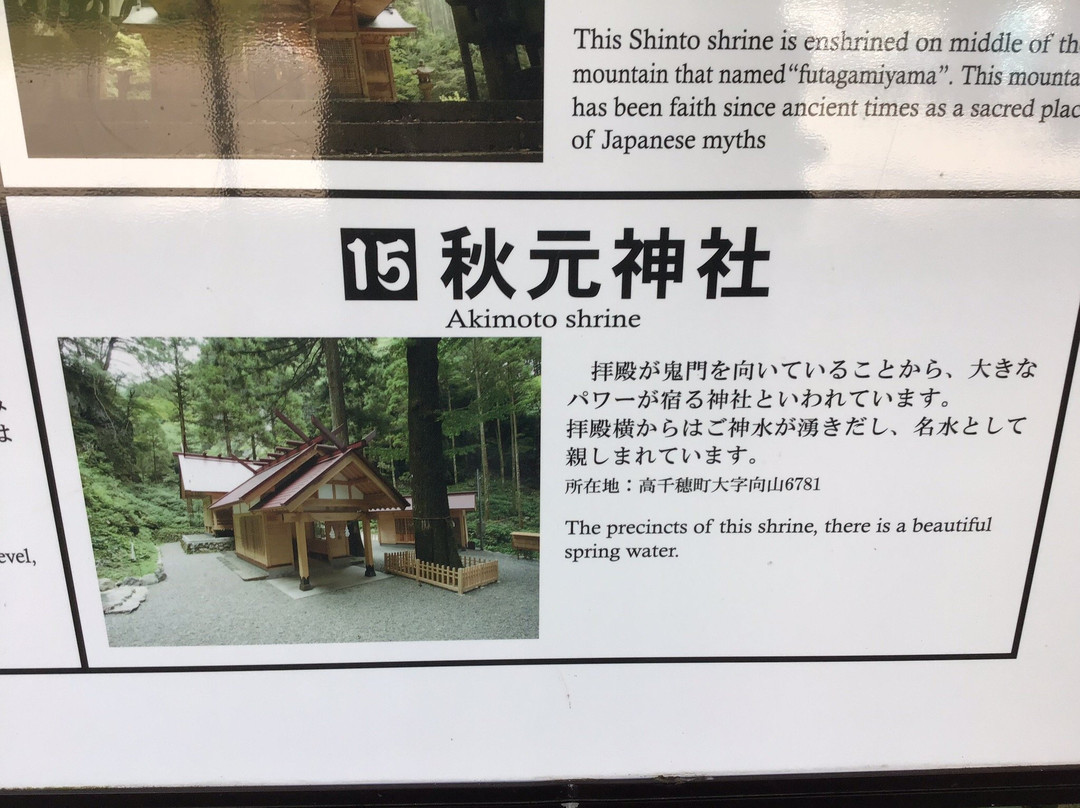 This Shinto shrine is enshrined on middle of
mountain that named “futagamiyama”. This
has been faith since ancient times as a sacred
of Japanese myths
15 秋元神社
Akimoto shrine
拝殿が鬼門を向いていることから、大きな
パワーが宿る神社といわれています。
拝殿横からはご神水が湧きだし、名水として
親しまれています。
所在地：高千穂町大字向山6781
The precincts of this shrine, there is a beautiful
spring water.
は
evel,